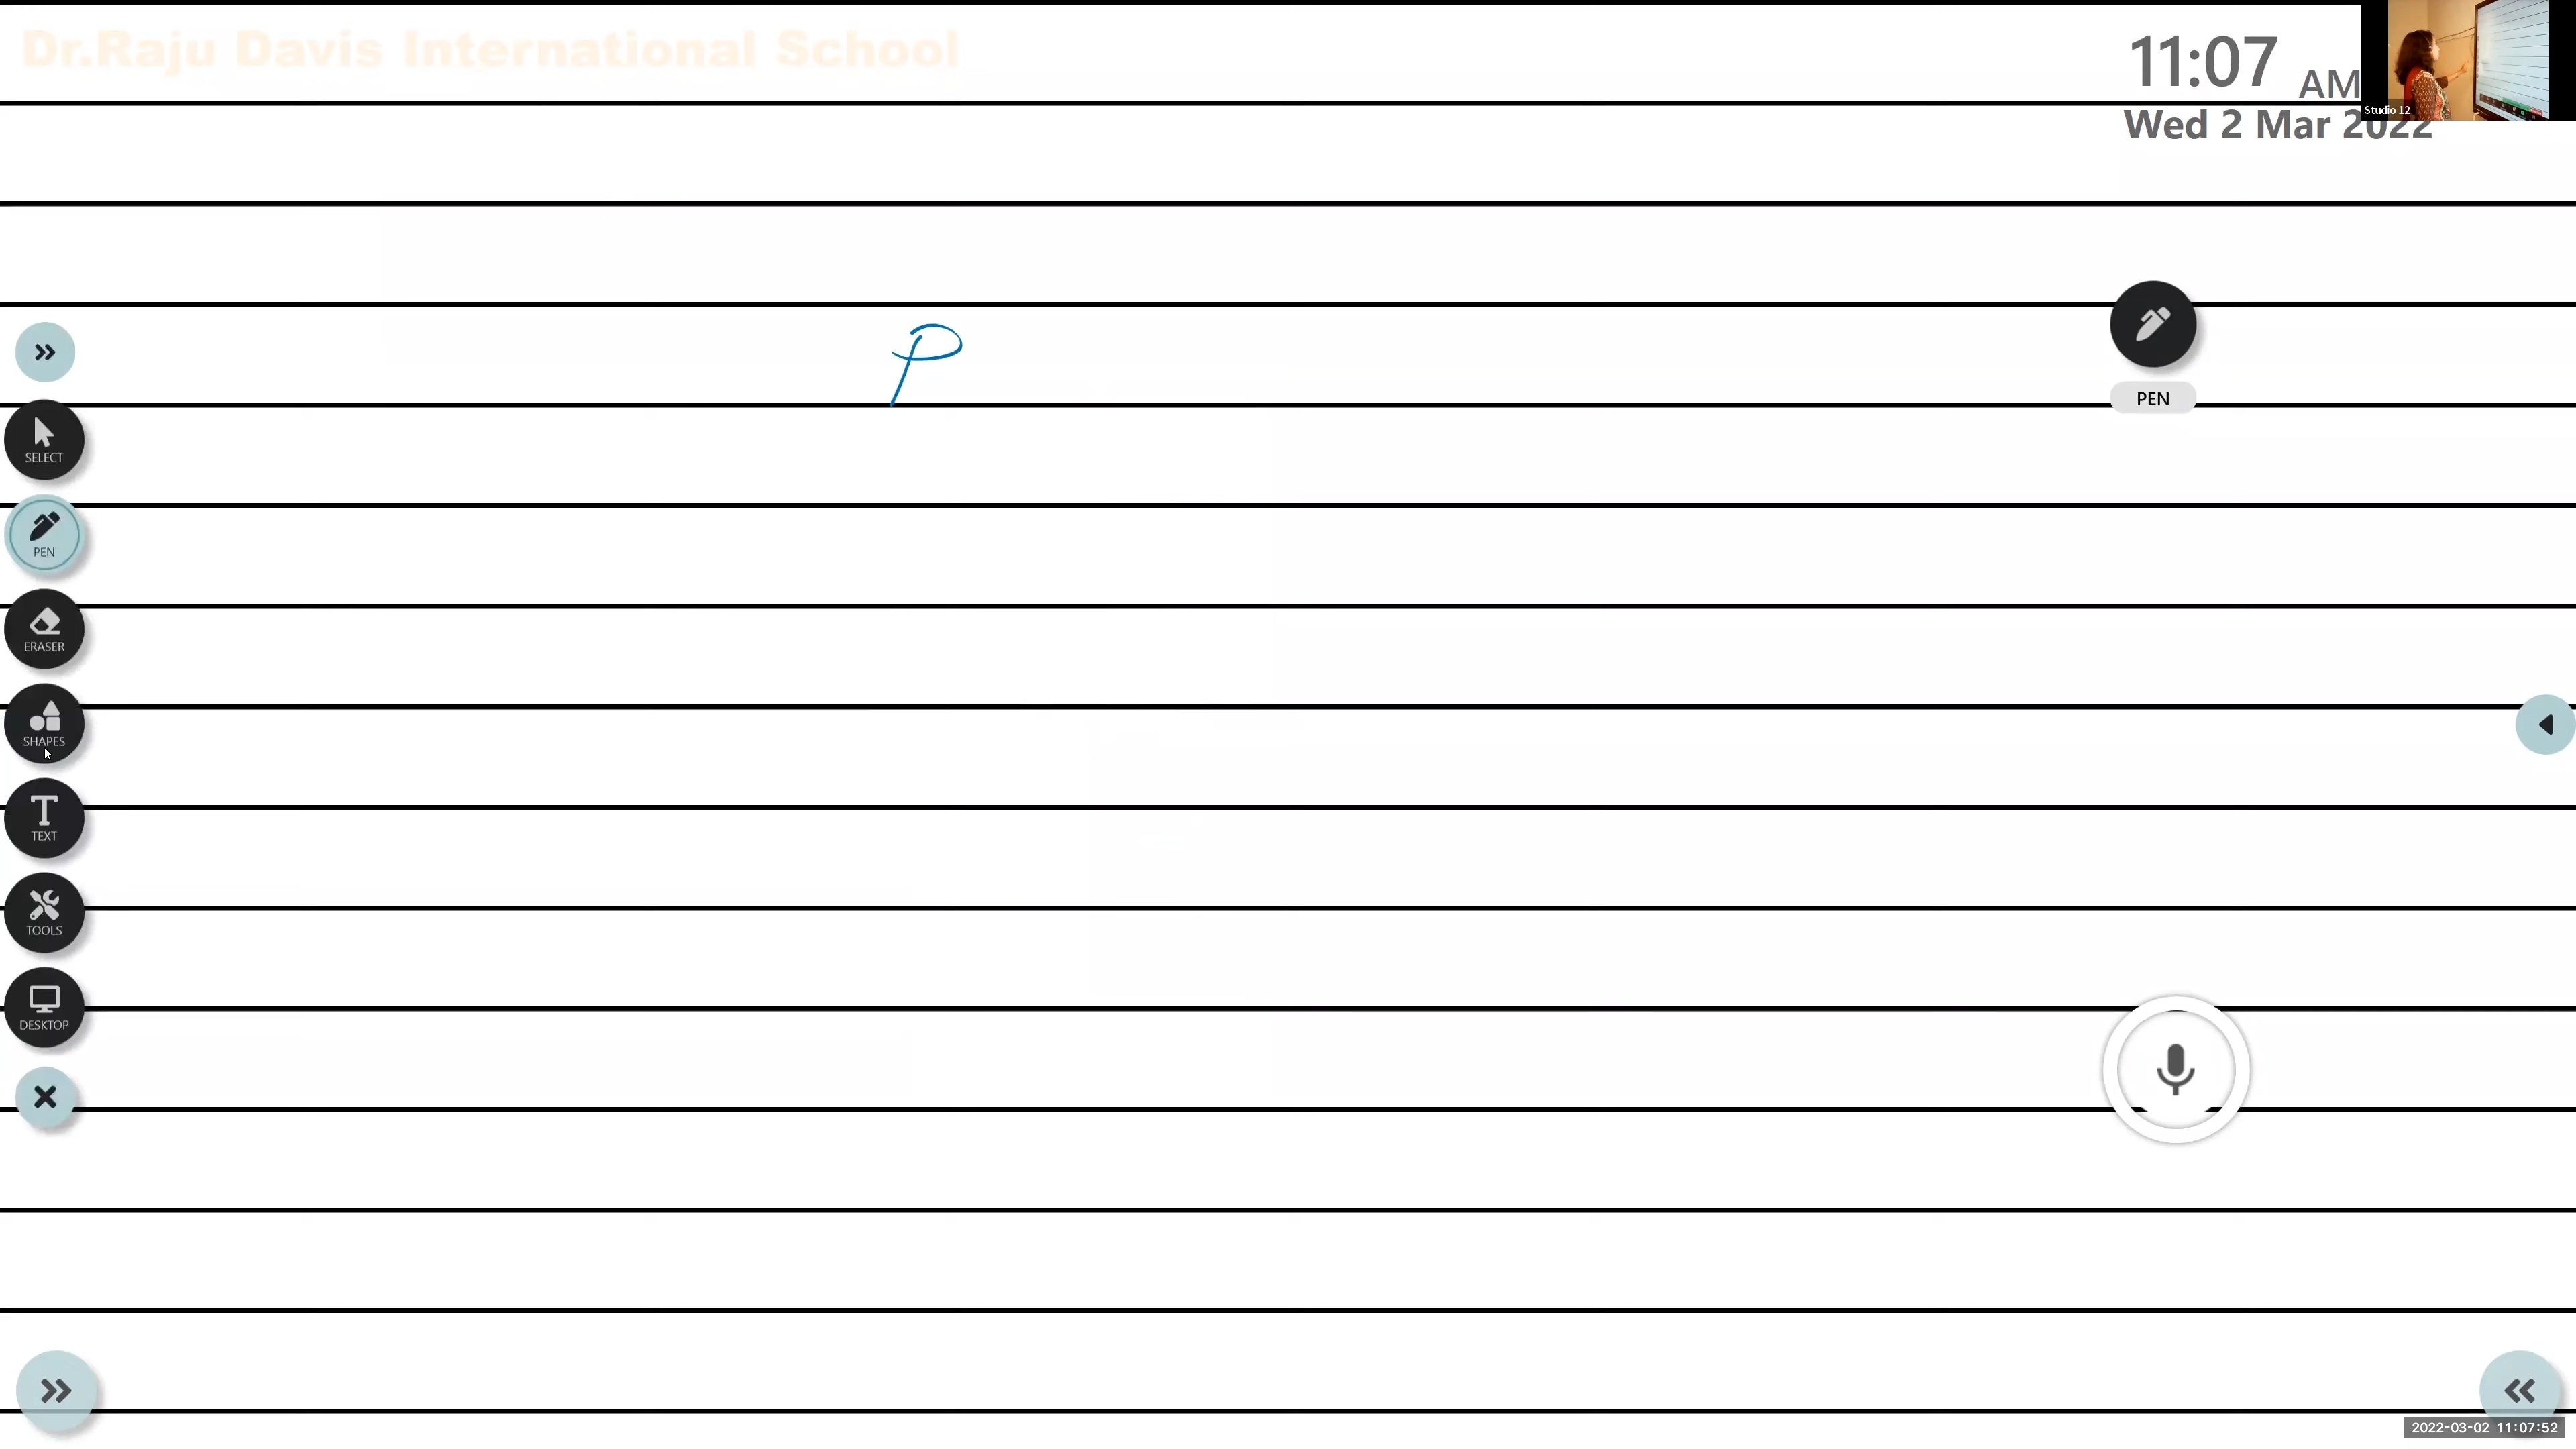 Dr.Raju Davis International School
11:07 AM
Studio 12
Wed 2 Mar 2022
P
PEN
SELECT
PEN
ERASER
SHAPES
TEXT
TOOLS
DESKTOP
2022-03-02 11:07:52